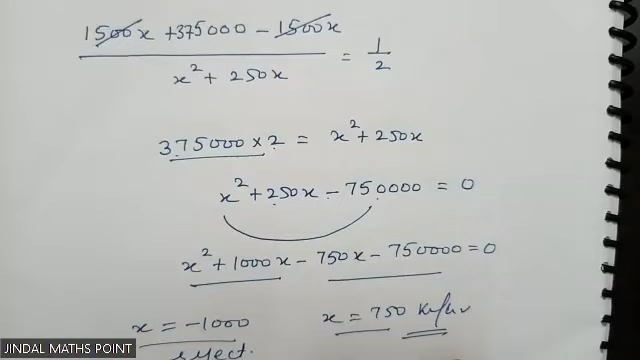 1500x + 375000 - 1500x
x² + 250x
= 1/2
375000 × 2 = x² + 250x
x² + 250x - 750000 = 0
x² + 1000x - 750x - 750000 = 0
x = -1000
x = 750 Km/hr
reject.
JINDAL MATHS POINT